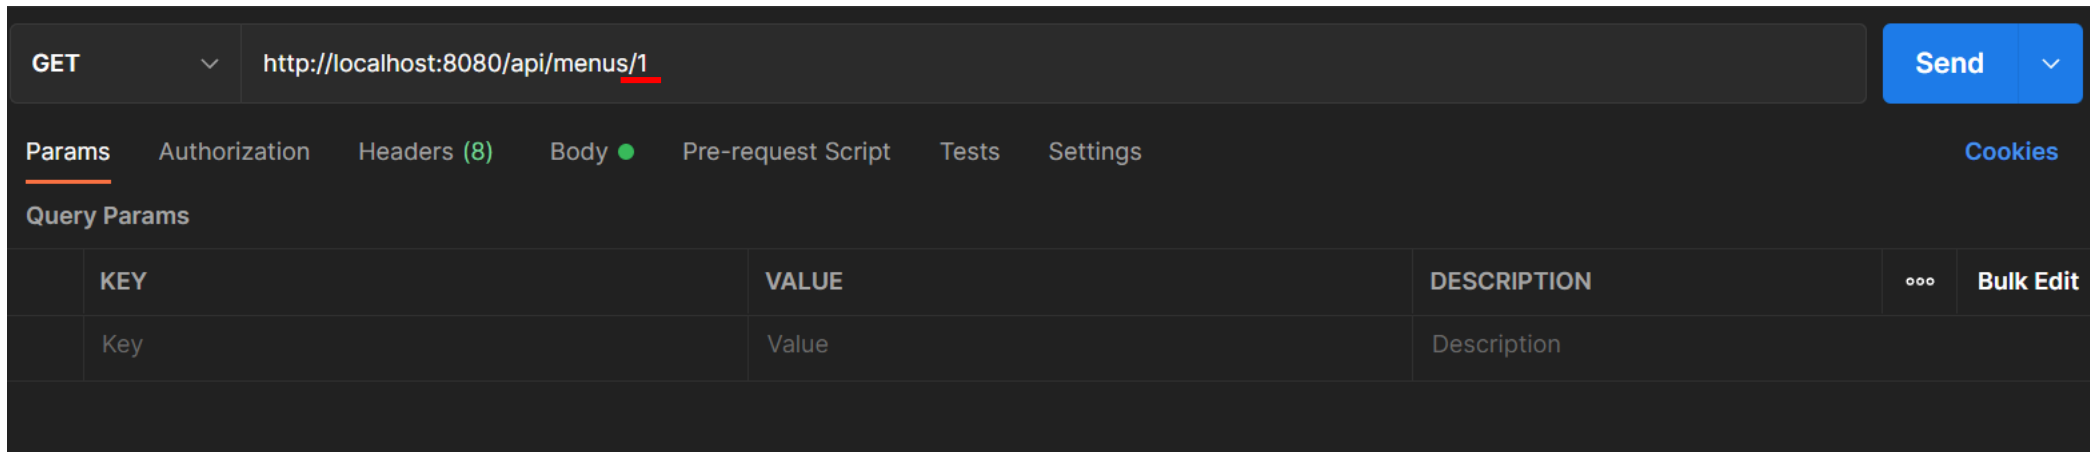 GET http://localhost:8080/api/menus/1 Send
Params Authorization Headers (8) Body Pre-request Script Tests Settings Cookies
Query Params
KEY VALUE DESCRIPTION ooo Bulk Edit
Key Value Description